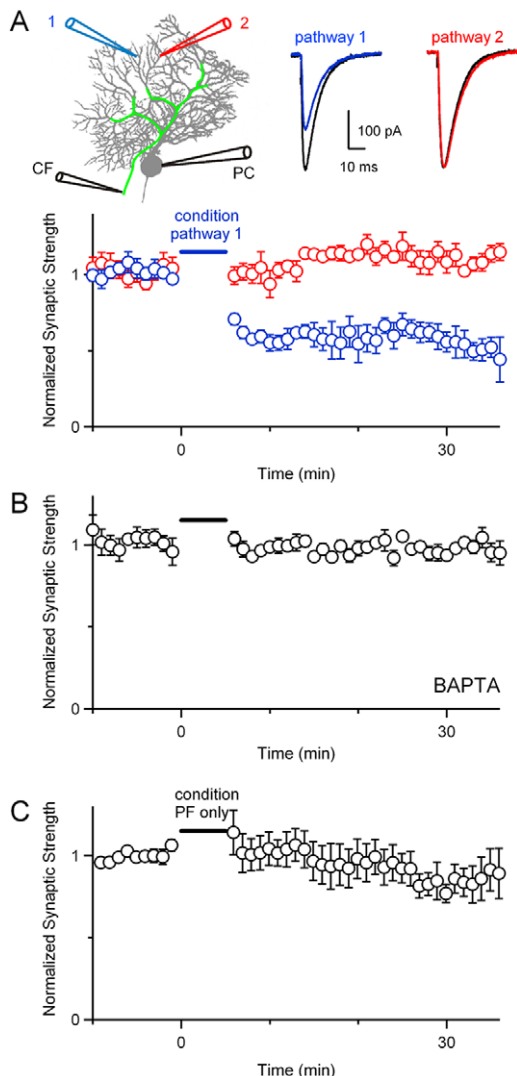 A
1
2
CF
PC
pathway 1
pathway 2
100 pA
10 ms
condition
pathway 1
Normalized Synaptic Strength
1
0
0
30
Time (min)
B
Normalized Synaptic Strength
1
0
BAPTA
0
30
Time (min)
C
condition
PF only
Normalized Synaptic Strength
1
0
0
30
Time (min)